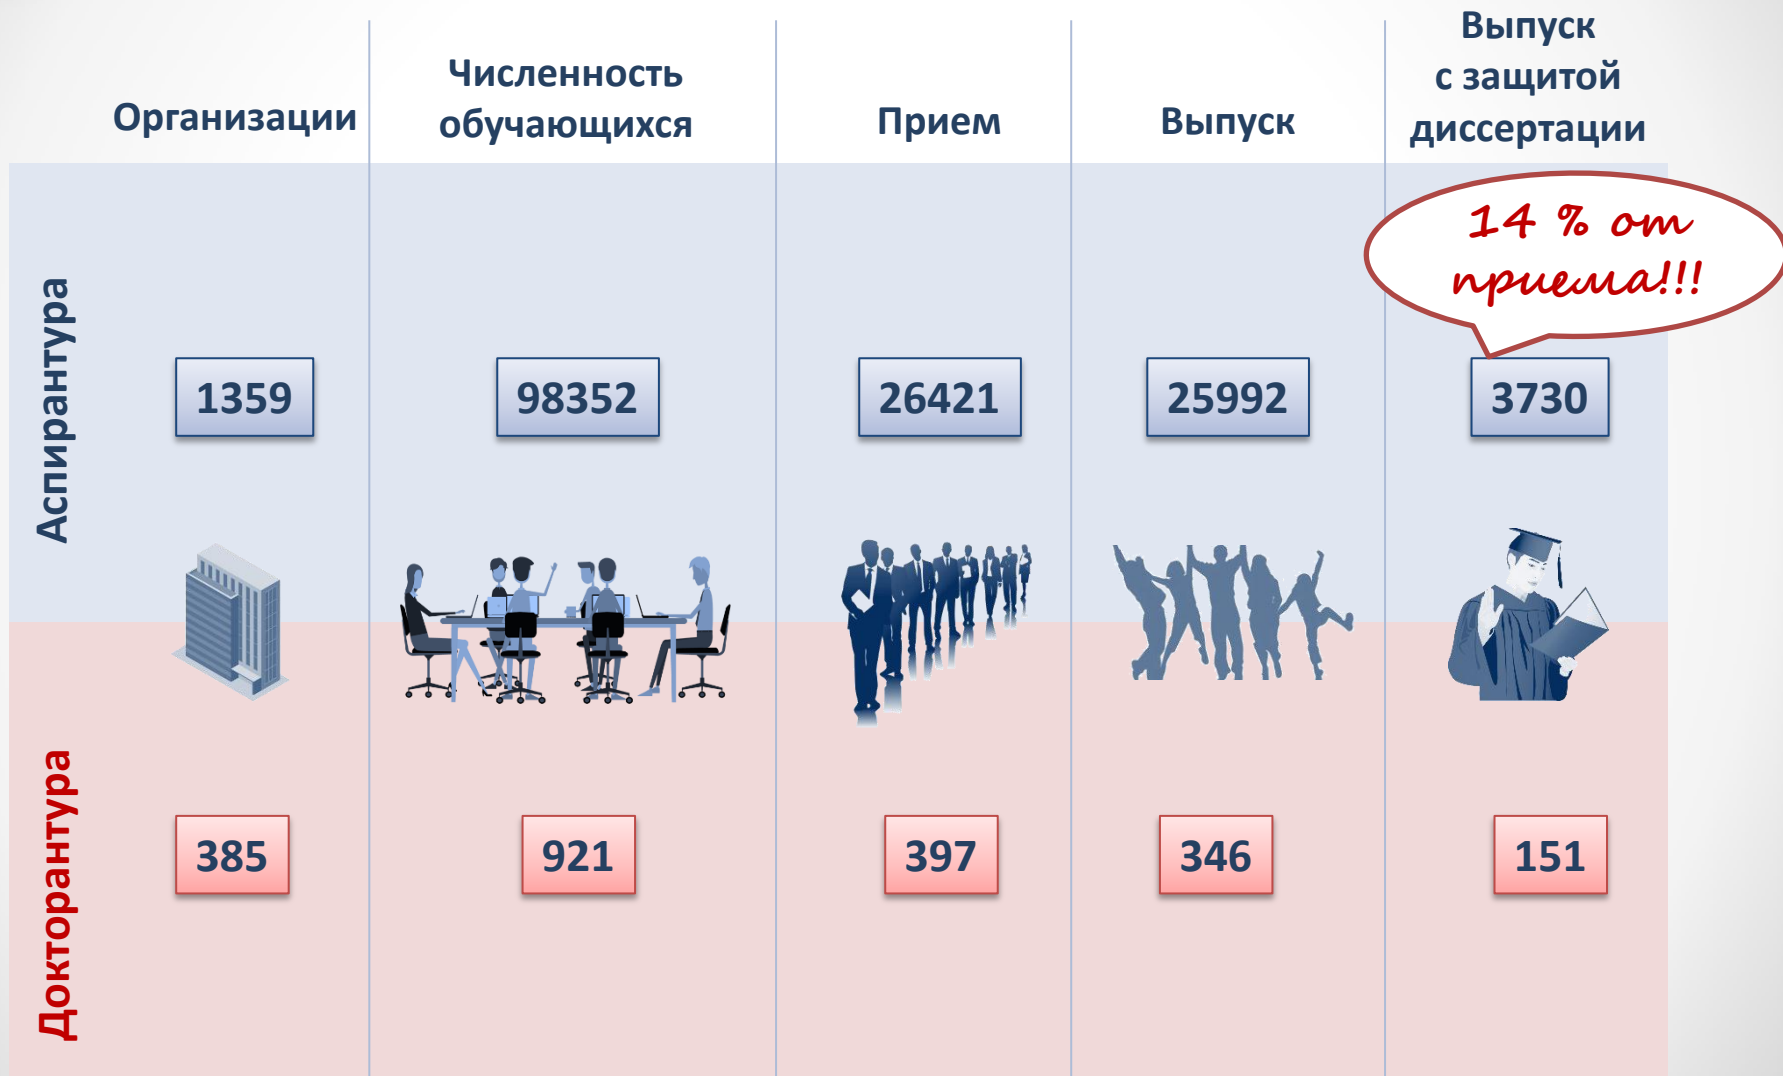 Организации
Численность
обучающихся
Прием
Выпуск
Выпуск
с защитой
диссертации
Аспирантура
14 % от
приема!!!
1359
98352
26421
25992
3730
Докторантура
385
921
397
346
151